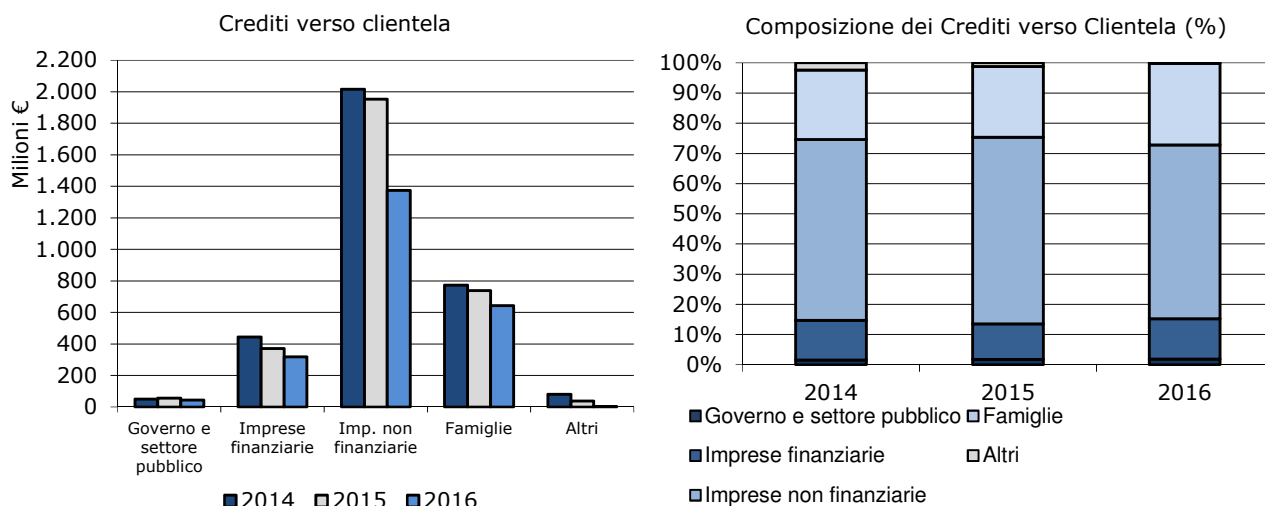 Crediti verso clientela
Milioni €
2.200
2.000
1.800
1.600
1.400
1.200
1.000
800
600
400
200
0
Governo e
settore
pubblico
Imprese
finanziarie
Imp. non
finanziarie
Famiglie
Altri
2014 2015 2016
Composizione dei Crediti verso Clientela (%)
100%
90%
80%
70%
60%
50%
40%
30%
20%
10%
0%
2014 2015 2016
Governo e settore pubblico Famiglie
Imprese finanziarie Altri
Imprese non finanziarie